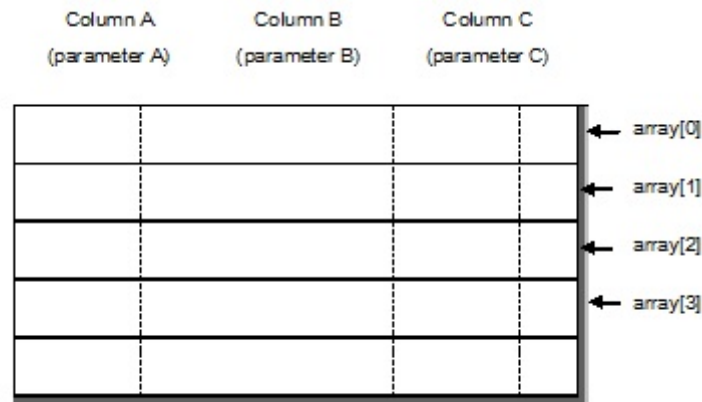 Column A Column B Column C
(parameter A) (parameter B) (parameter C)
array[0]
array[1]
array[2]
array[3]